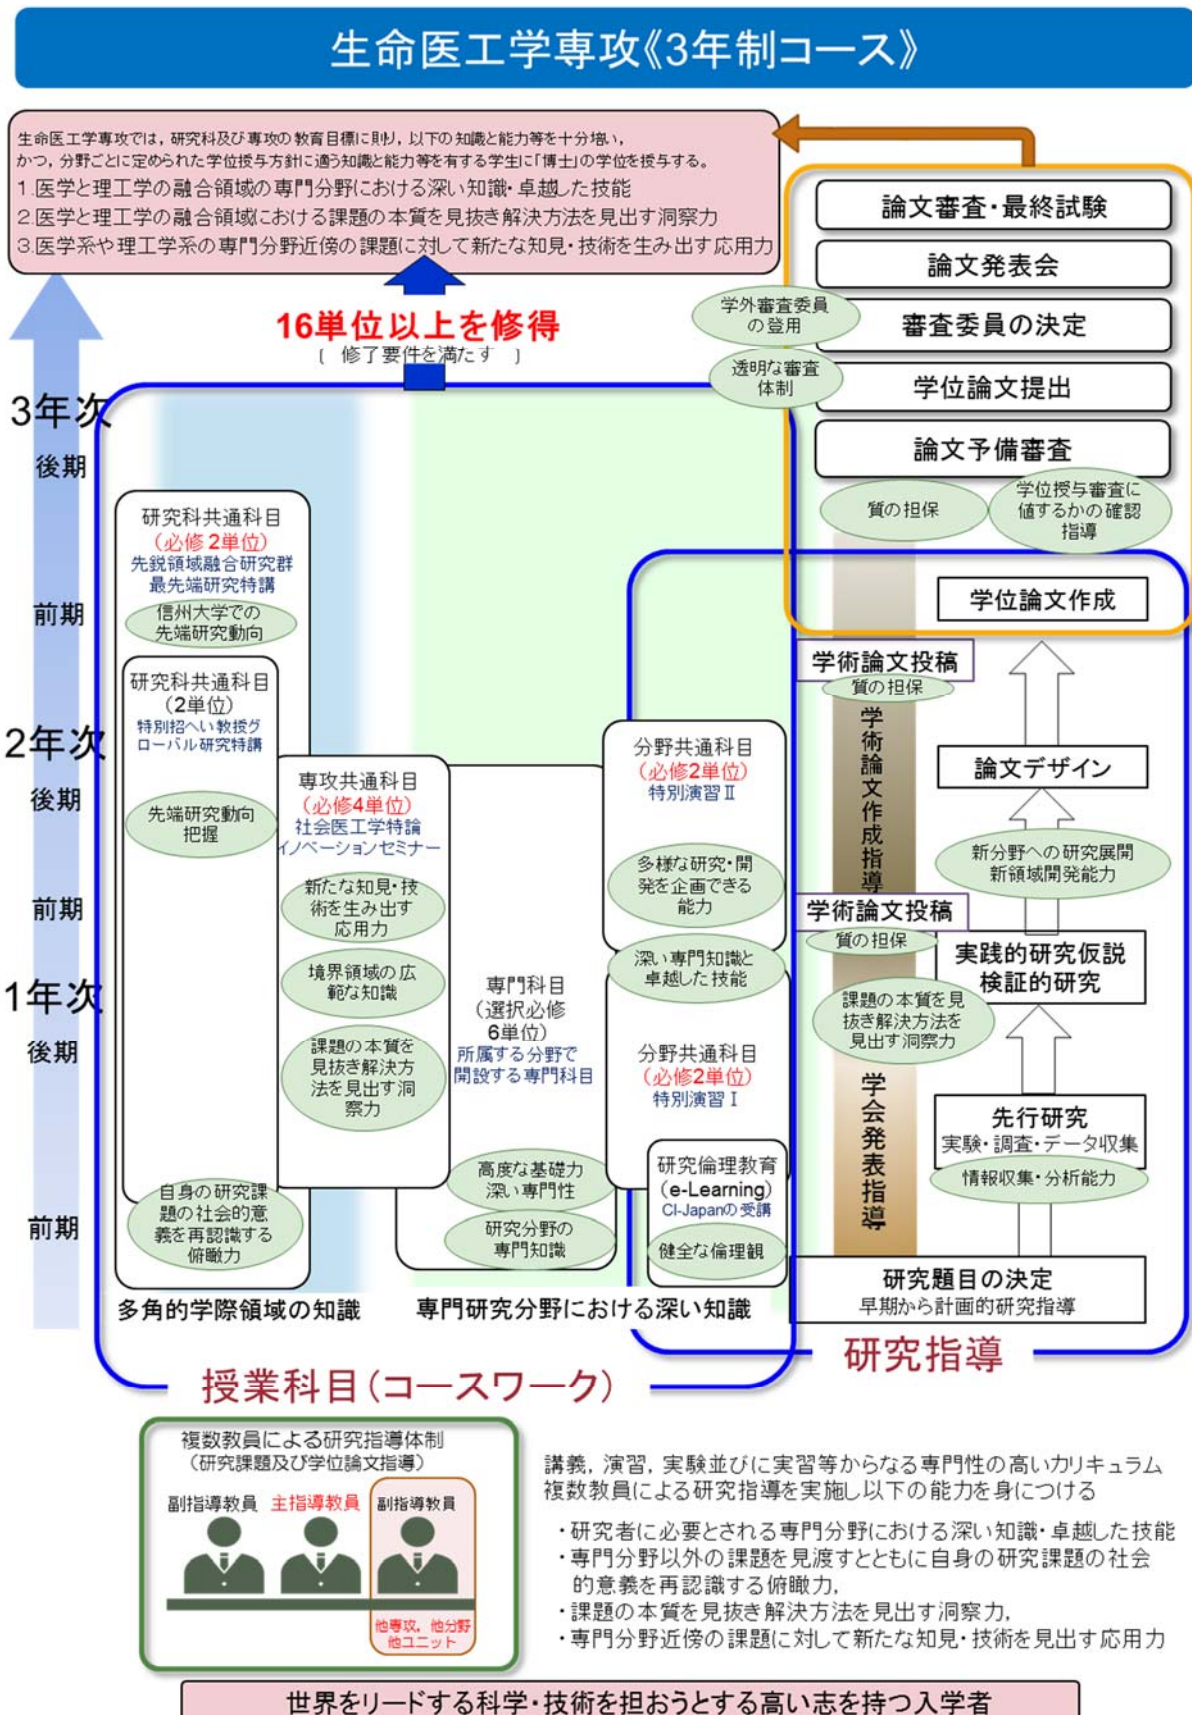 生命医工学専攻《3年制コース》
生命医工学専攻では，研究科及び専攻の教育目標に則り，以下の知識と能力等を十分培い，
かつ，分野ごとに定められた学位授与方針に適う知識と能力等を有する学生に「博士」の学位を授与する。
1.医学と理工学の融合領域の専門分野における深い知識・卓越した技能
2.医学と理工学の融合領域における課題の本質を見抜き解決方法を見出す洞察力
3.医学系や理工学系の専門分野近傍の課題に対して新たな知見・技術を生み出す応用力
16単位以上を修得
[ 修了要件を満たす ]
論文審査・最終試験
論文発表会
学外審査委員
の登用
審査委員の決定
透明な審査
体制
学位論文提出
論文予備審査
質の担保
学位授与審査に
値するかの確認
指導
3年次
後期
前期
2年次
後期
前期
1年次
後期
前期
研究科共通科目
(必修 2単位)
先鋭領域融合研究群
最先端研究特講
信州大学での
先端研究動向
研究科共通科目
(2単位)
特別招へい教授グ
ローバル研究特講
先端研究動向
把握
自身の研究課
題の社会的意
義を再認識する
俯瞰力
専攻共通科目
(必修4単位)
社会医工学特論
イノベーションセミナー
新たな知見・技
術を生み出す
応用力
境界領域の広
範な知識
課題の本質を
見抜き解決方
法を見出す洞
察力
専門科目
(選択必修
6単位)
所属する分野で
開設する専門科目
高度な基礎力
深い専門性
研究分野の
専門知識
分野共通科目
(必修2単位)
特別演習Ⅱ
多様な研究・開
発を企画できる
能力
深い専門知識と
卓越した技能
分野共通科目
(必修2単位)
特別演習Ⅰ
研究倫理教育
(e-Learning)
CI-Japanの受講
健全な倫理観
学位論文作成
学術論文投稿
質の担保
学術論文作成指導
論文デザイン
新分野への研究展開
新領域開発能力
学術論文投稿
質の担保
実践的研究仮説
検証的研究
課題の本質を見
抜き解決方法を
見出す洞察力
学会発表指導
先行研究
実験・調査・データ収集
情報収集・分析能力
研究題目の決定
早期から計画的研究指導
多角的学際領域の知識
専門研究分野における深い知識
研究指導
授業科目(コースワーク)
複数教員による研究指導体制
(研究課題及び学位論文指導)
副指導教員 主指導教員 副指導教員
他専攻，他分野
他ユニット
講義，演習，実験並びに実習等からなる専門性の高いカリキュラム
複数教員による研究指導を実施し以下の能力を身につける
・研究者に必要とされる専門分野における深い知識・卓越した技能
・専門分野以外の課題を見渡すとともに自身の研究課題の社会
的意義を再認識する俯瞰力，
・課題の本質を見抜き解決方法を見出す洞察力，
・専門分野近傍の課題に対して新たな知見・技術を見出す応用力
世界をリードする科学・技術を担おうとする高い志を持つ入学者